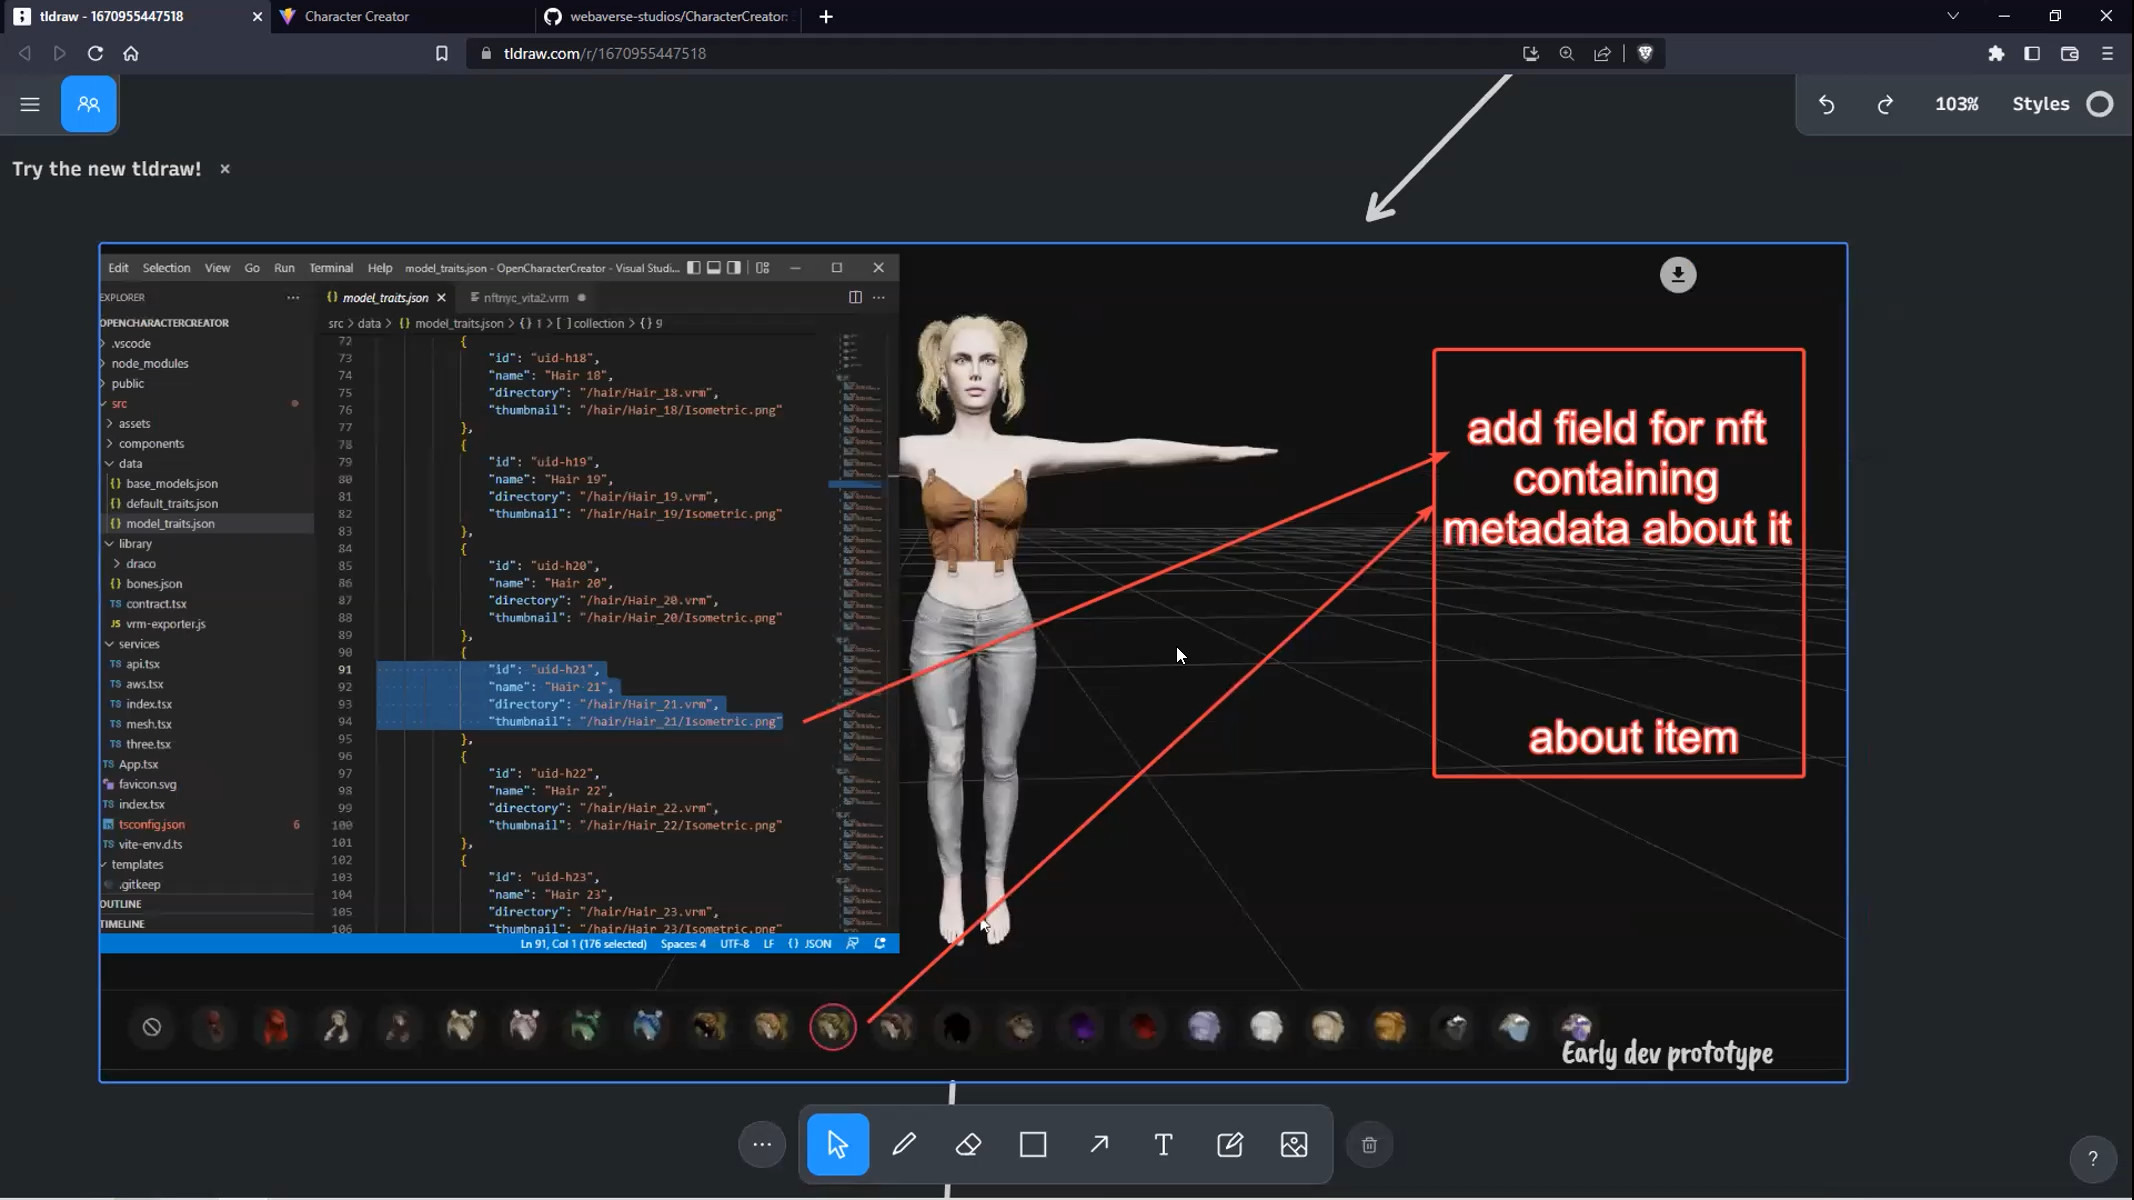 tldraw - 1670955447518
Character Creator
webaverse-studios/CharacterCreator:
tldraw.com/r/1670955447518
103%
Styles
Try the new tldraw!
Edit Selection View Go Run Terminal Help model_traits.json - OpenCharacterCreator - Visual Studi...
EXPLORER
model_traits.json
nftnyc_vita2.vrm
OPENCHARACTERCREATOR
.vscode
node_modules
public
src
assets
components
data
base_models.json
default_traits.json
model_traits.json
library
draco
bones.json
TS contract.tsx
JS vrm-exporter.js
services
TS api.tsx
TS aws.tsx
TS index.tsx
TS mesh.tsx
TS three.tsx
TS App.tsx
favicon.svg
TS index.tsx
tsconfig.json 6
TS vite-env.d.ts
templates
.gitkeep
OUTLINE
TIMELINE
src > data > {} model_traits.json > {} 1 > [ ] collection > {} 9
72 {
73 "id": "uid-h18",
74 "name": "Hair 18",
75 "directory": "/hair/Hair_18.vrm",
76 "thumbnail": "/hair/Hair_18/Isometric.png"
77 },
78 {
79 "id": "uid-h19",
80 "name": "Hair 19",
81 "directory": "/hair/Hair_19.vrm",
82 "thumbnail": "/hair/Hair_19/Isometric.png"
83 },
84 {
85 "id": "uid-h20",
86 "name": "Hair 20",
87 "directory": "/hair/Hair_20.vrm",
88 "thumbnail": "/hair/Hair_20/Isometric.png"
89 },
90 {
91 "id": "uid-h21",
92 "name": "Hair 21",
93 "directory": "/hair/Hair_21.vrm",
94 "thumbnail": "/hair/Hair_21/Isometric.png"
95 },
96 {
97 "id": "uid-h22",
98 "name": "Hair 22",
99 "directory": "/hair/Hair_22.vrm",
100 "thumbnail": "/hair/Hair_22/Isometric.png"
101 },
102 {
103 "id": "uid-h23",
104 "name": "Hair 23",
105 "directory": "/hair/Hair_23.vrm",
106 "thumbnail": "/hair/Hair_23/Isometric.png"
Ln 91, Col 1 (176 selected) Spaces: 4 UTF-8 LF {} JSON
add field for nft
containing
metadata about it
about item
Early dev prototype
T
?